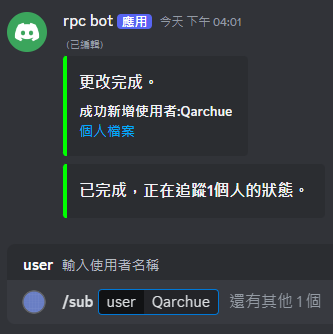 rpc bot 應用 今天 下午 04:01
(已編輯)
更改完成。
成功新增使用者:Qarchue
個人檔案
已完成，正在追蹤1個人的狀態。
user 輸入使用者名稱
/sub user Qarchue 還有其他 1 個